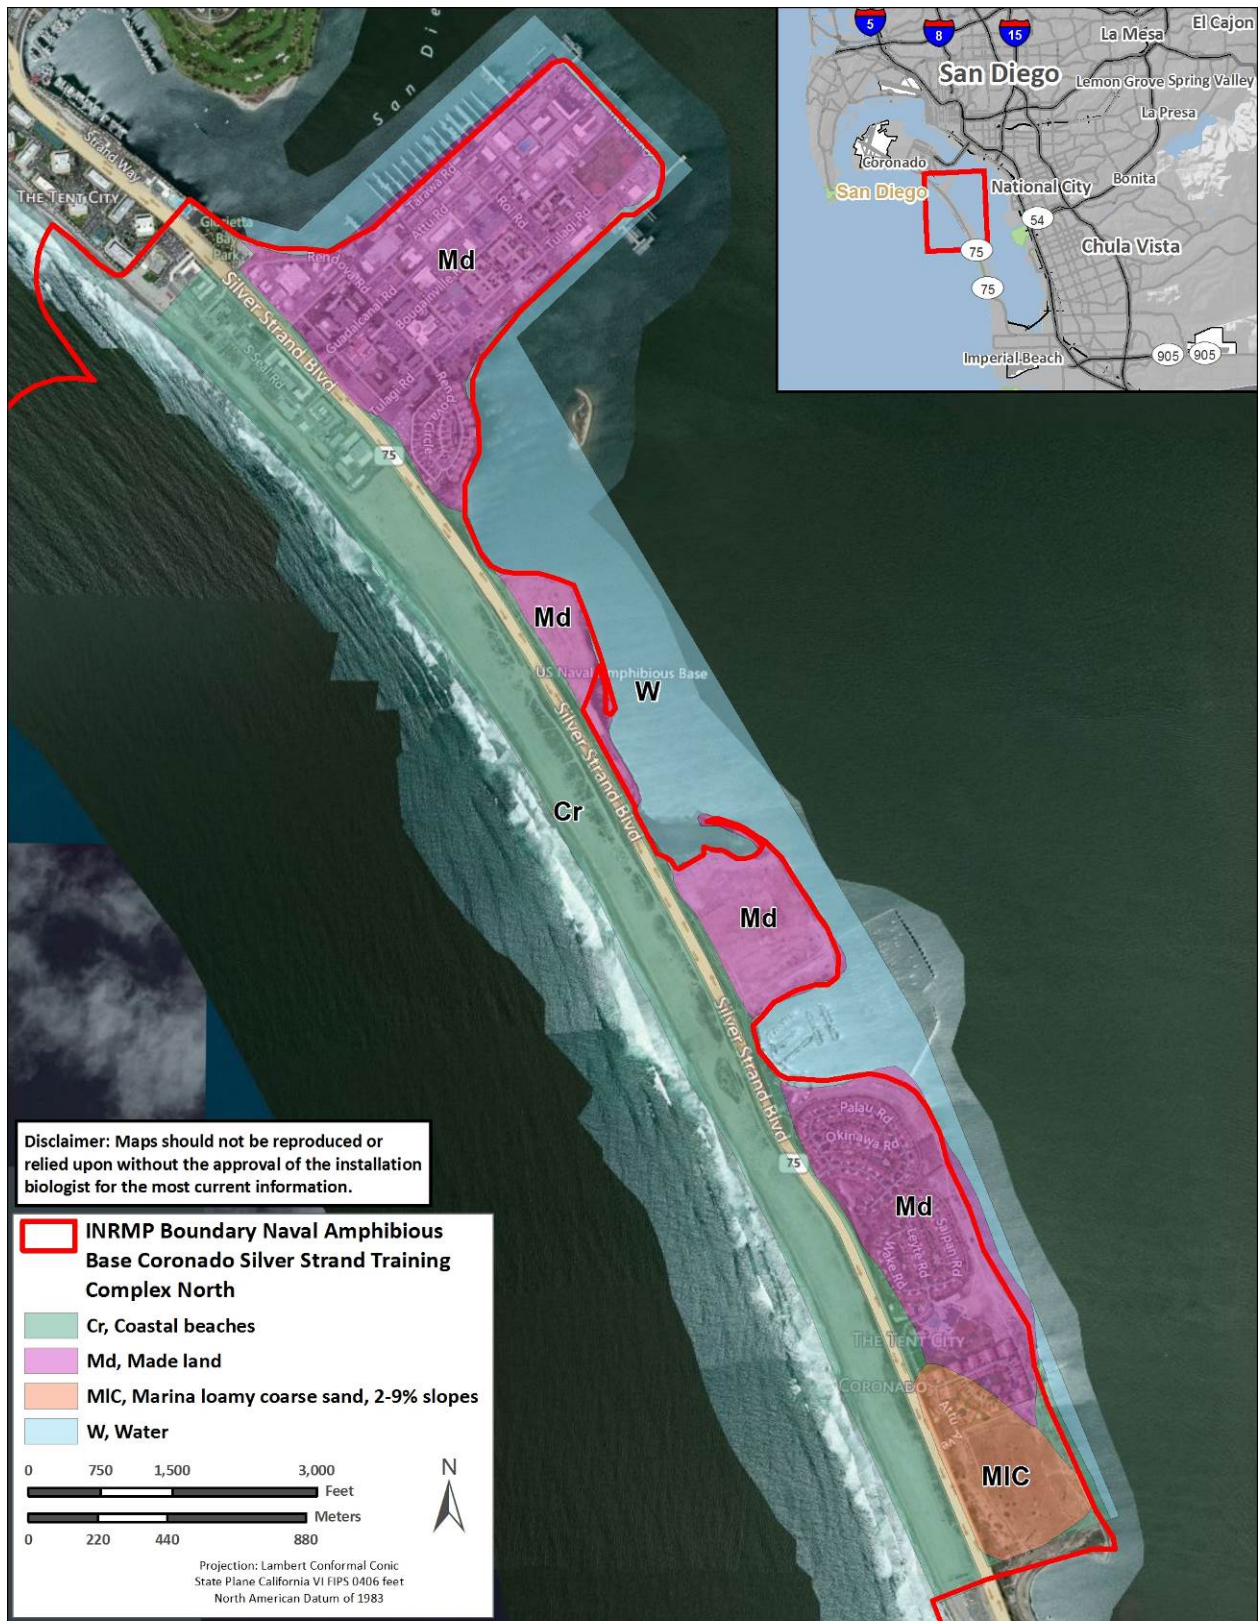 San Die
Strand Way
THE TENT CITY
Glorietta
Bay
Park
Tarawa Rd
Tulagi Rd
Md
Guadalcanal Rd
Silver Strand Blvd
Tulagi Rd
75
Md
US Naval Amphibious Base
W
Silver Strand Blvd
Cr
Md
Silver Strand Blvd
Palau Rd
Okinawa Rd
75
Md
Saipan Rd
Leyte Rd
Wake Rd
THE TENT CITY
CORONADO
Attu Ave
MlC
5
8
15
El Cajon
La Mesa
San Diego
Lemon Grove
Spring Valley
La Presa
Coronado
San Diego
National City
Bonita
54
Chula Vista
75
75
Imperial Beach
905
905
Disclaimer: Maps should not be reproduced or
relied upon without the approval of the installation
biologist for the most current information.
INRMP Boundary Naval Amphibious
Base Coronado Silver Strand Training
Complex North
Cr, Coastal beaches
Md, Made land
MlC, Marina loamy coarse sand, 2-9% slopes
W, Water
0 750 1,500 3,000
Feet
Meters
0 220 440 880
N
Projection: Lambert Conformal Conic
State Plane California VI FIPS 0406 feet
North American Datum of 1983